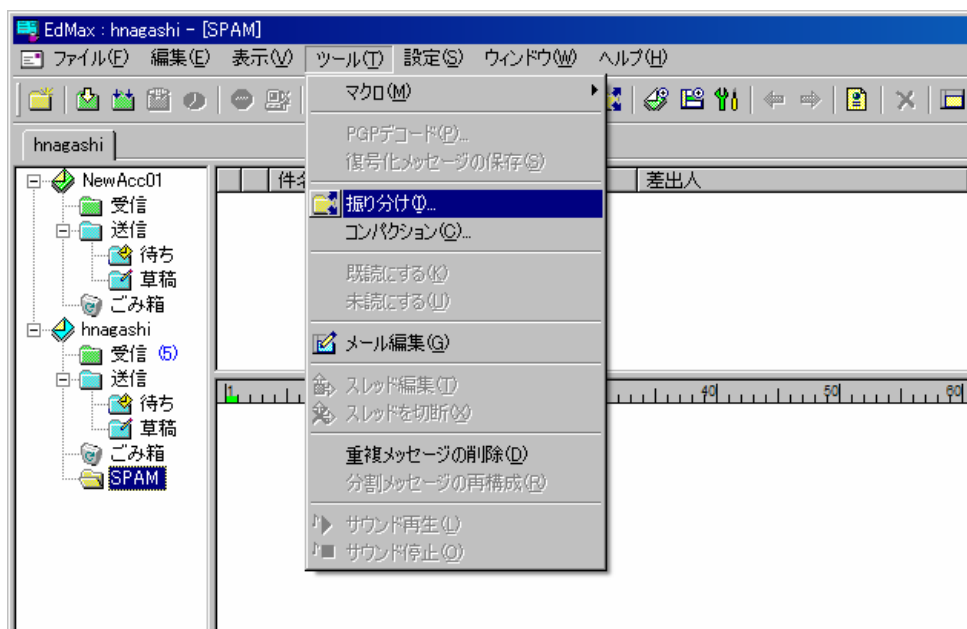 EdMax : hnagashi - [SPAM]
ファイル(F) 編集(E) 表示(V) ツール(T) 設定(S) ウィンドウ(W) ヘルプ(H)
hnagashi
NewAcc01
受信
送信
待ち
草稿
ごみ箱
hnagashi
受信 (5)
送信
待ち
草稿
ごみ箱
SPAM
マクロ(M)
PGPデコード(P)...
復号化メッセージの保存(S)
振り分け(I)...
コンパクション(C)...
既読にする(K)
未読にする(U)
メール編集(G)
スレッド編集(T)
スレッドを切断(X)
重複メッセージの削除(D)
分割メッセージの再構成(R)
サウンド再生(L)
サウンド停止(O)
件名
差出人
1 40 50 60